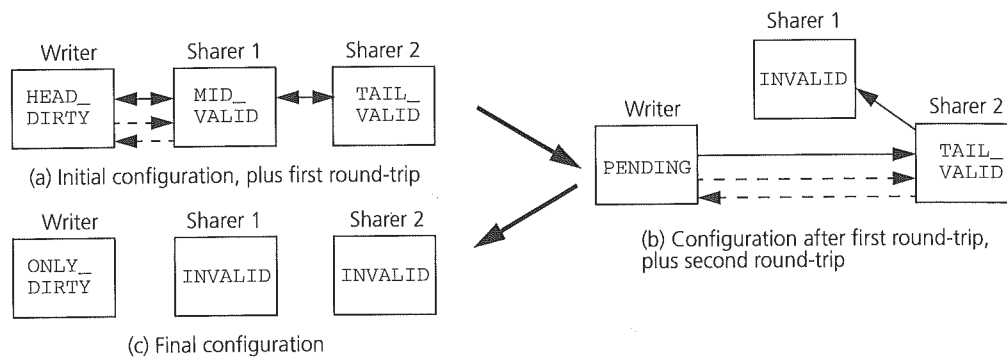 Writer
Sharer 1
Sharer 2
HEAD_
DIRTY
MID_
VALID
TAIL_
VALID
(a) Initial configuration, plus first round-trip
Sharer 1
INVALID
Writer
Sharer 2
PENDING
TAIL_
VALID
(b) Configuration after first round-trip,
plus second round-trip
Writer
Sharer 1
Sharer 2
ONLY_
DIRTY
INVALID
INVALID
(c) Final configuration